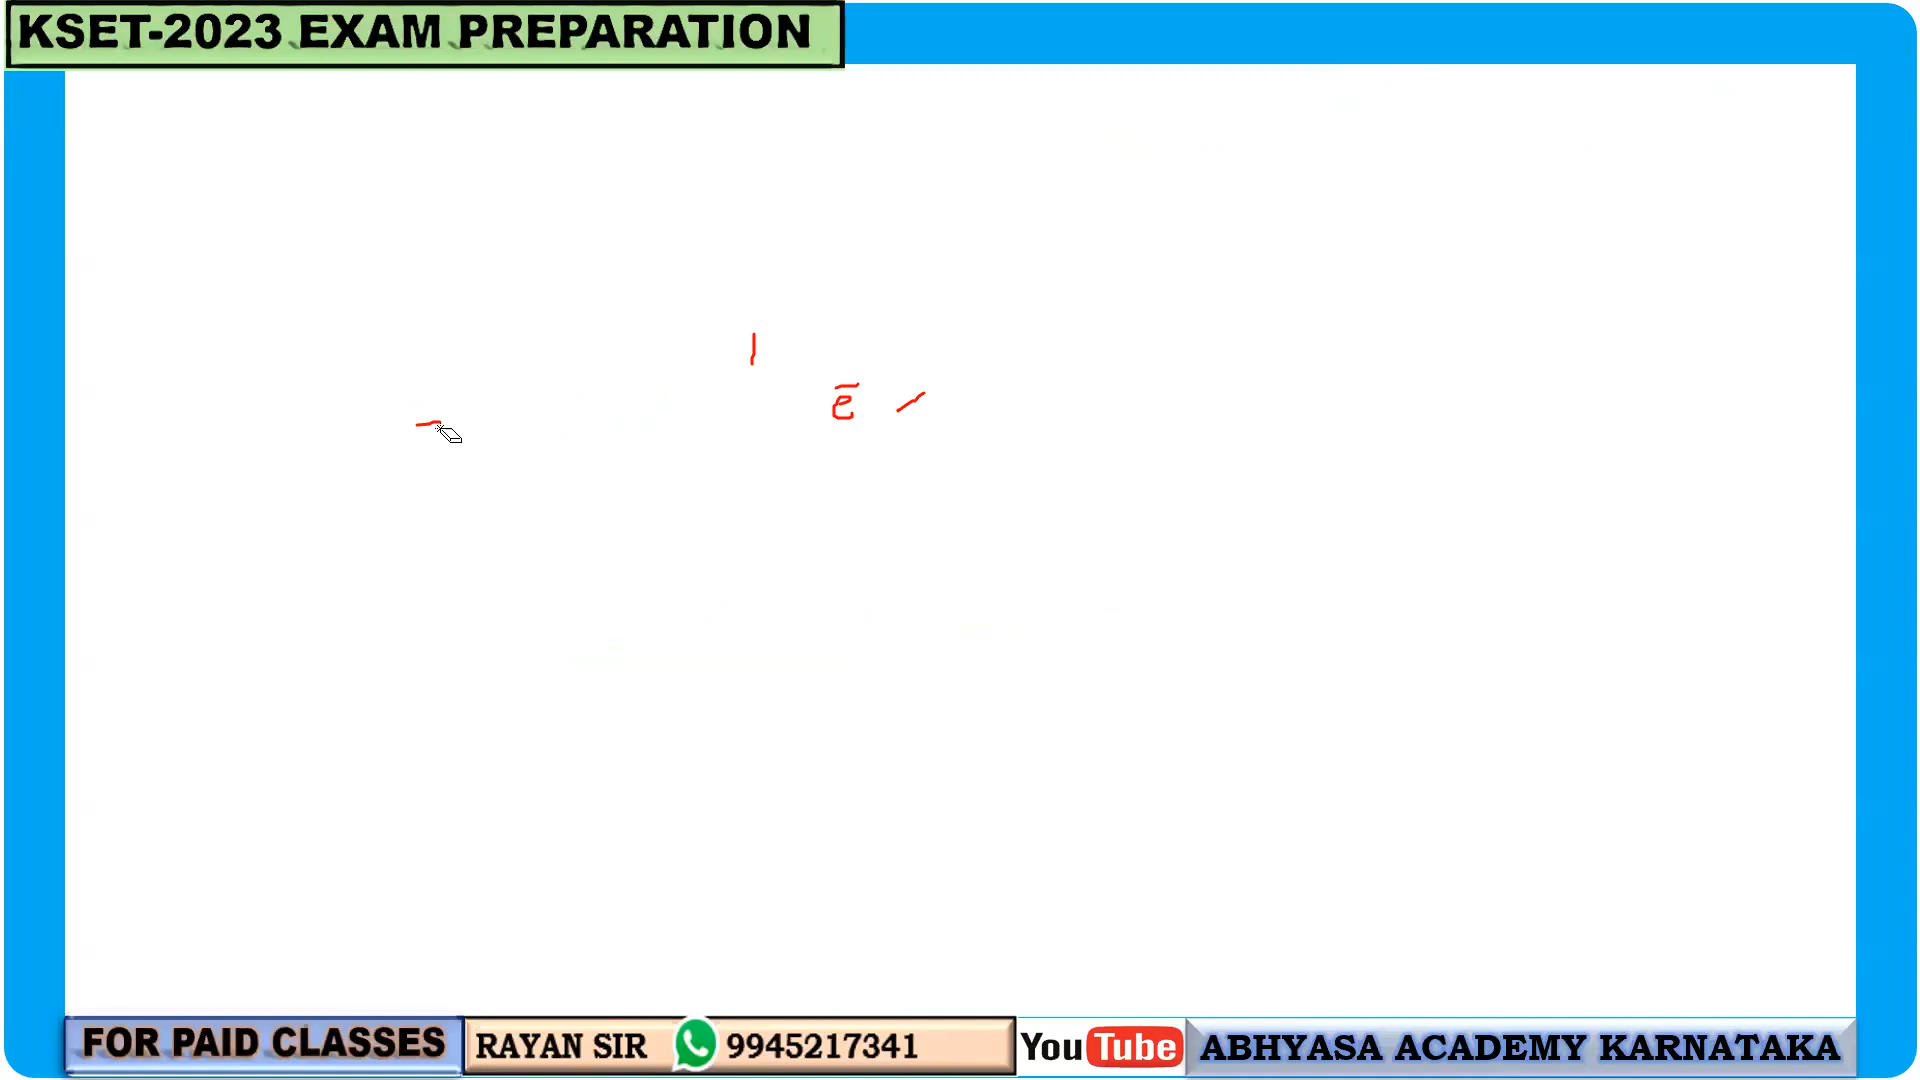 KSET-2023 EXAM PREPARATION
ē
FOR PAID CLASSES RAYAN SIR 9945217341 YouTube ABHYASA ACADEMY KARNATAKA